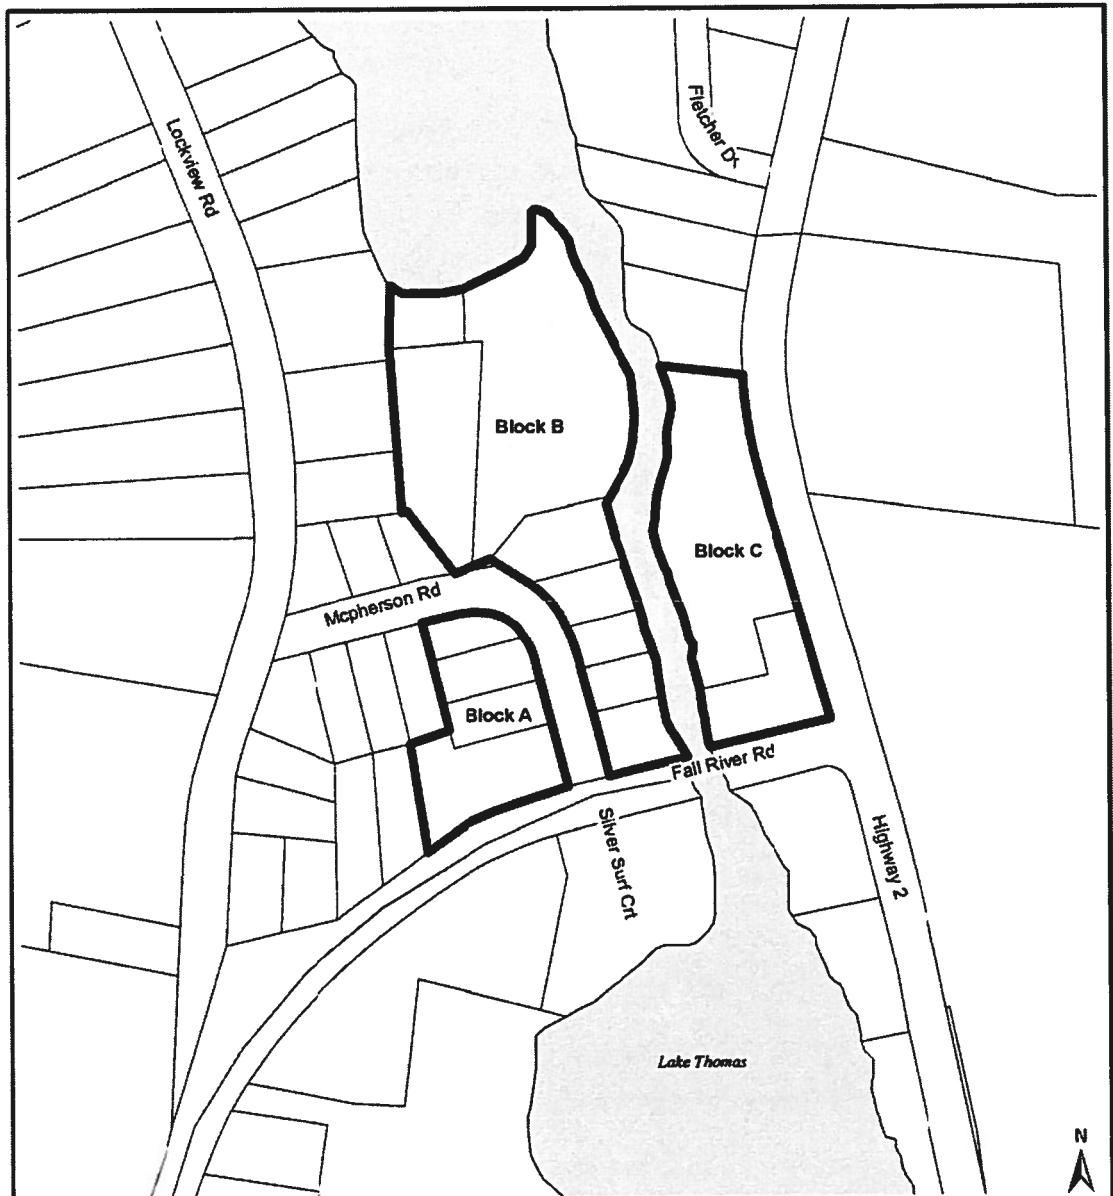 Fletcher Dr
Lockview Rd
Block B
Block C
Mcpherson Rd
Block A
Fall River Rd
Silver Surf Crt
Highway 2
Lake Thomas
N